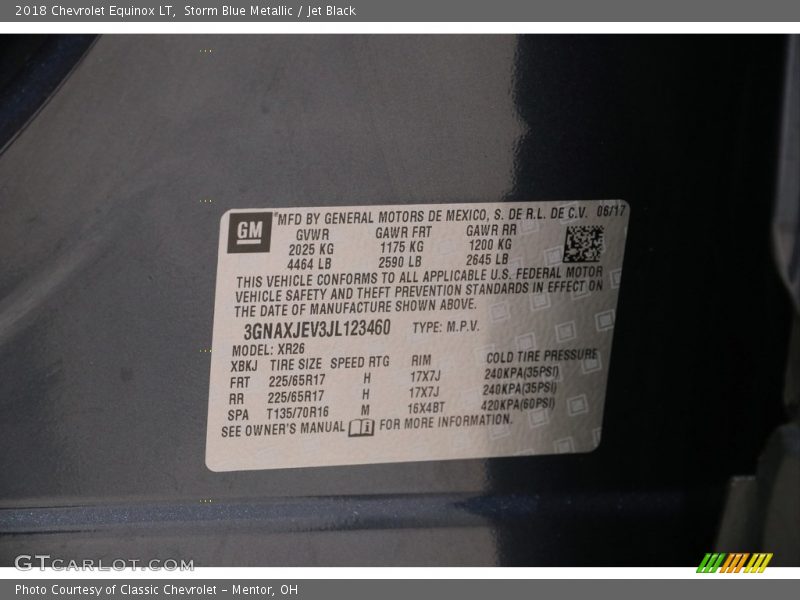 2018 Chevrolet Equinox LT, Storm Blue Metallic / Jet Black
GM
®MFD BY GENERAL MOTORS DE MEXICO, S. DE R.L. DE C.V. 06/17
GVWR GAWR FRT GAWR RR
2025 KG 1175 KG 1200 KG
4464 LB 2590 LB 2645 LB
THIS VEHICLE CONFORMS TO ALL APPLICABLE U.S. FEDERAL MOTOR
VEHICLE SAFETY AND THEFT PREVENTION STANDARDS IN EFFECT ON
THE DATE OF MANUFACTURE SHOWN ABOVE.
3GNAXJEV3JL123460 TYPE: M.P.V.
MODEL: XR26
XBKJ TIRE SIZE SPEED RTG RIM COLD TIRE PRESSURE
FRT 225/65R17 H 17X7J 240KPA(35PSI)
RR 225/65R17 H 17X7J 240KPA(35PSI)
SPA T135/70R16 M 16X4BT 420KPA(60PSI)
SEE OWNER'S MANUAL FOR MORE INFORMATION.
GTCARLOT.COM
Photo Courtesy of Classic Chevrolet - Mentor, OH